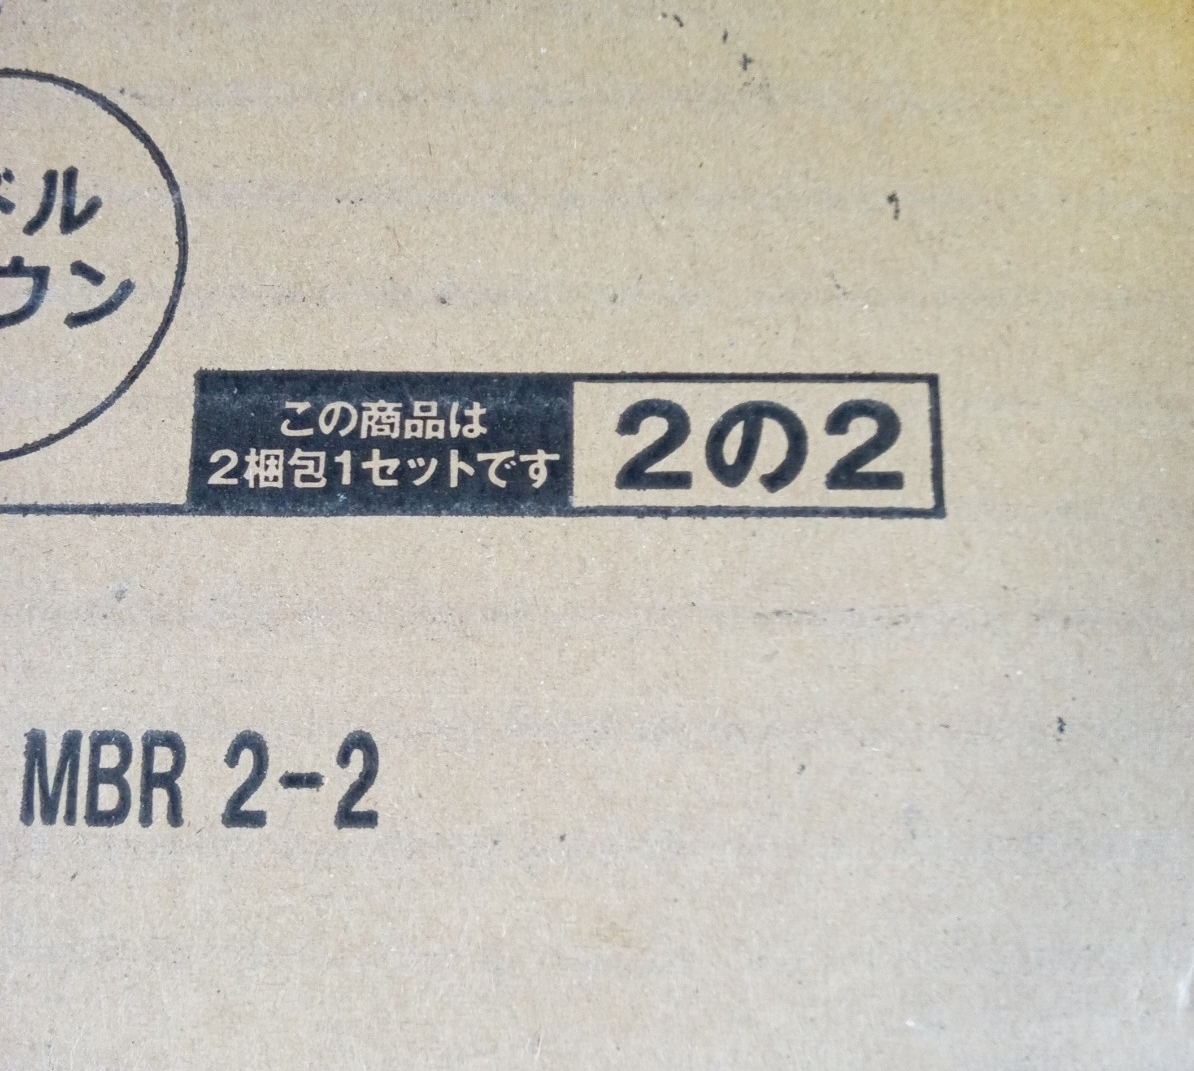 ドル
ウン
この商品は
2梱包1セットです
2の2
MBR 2-2